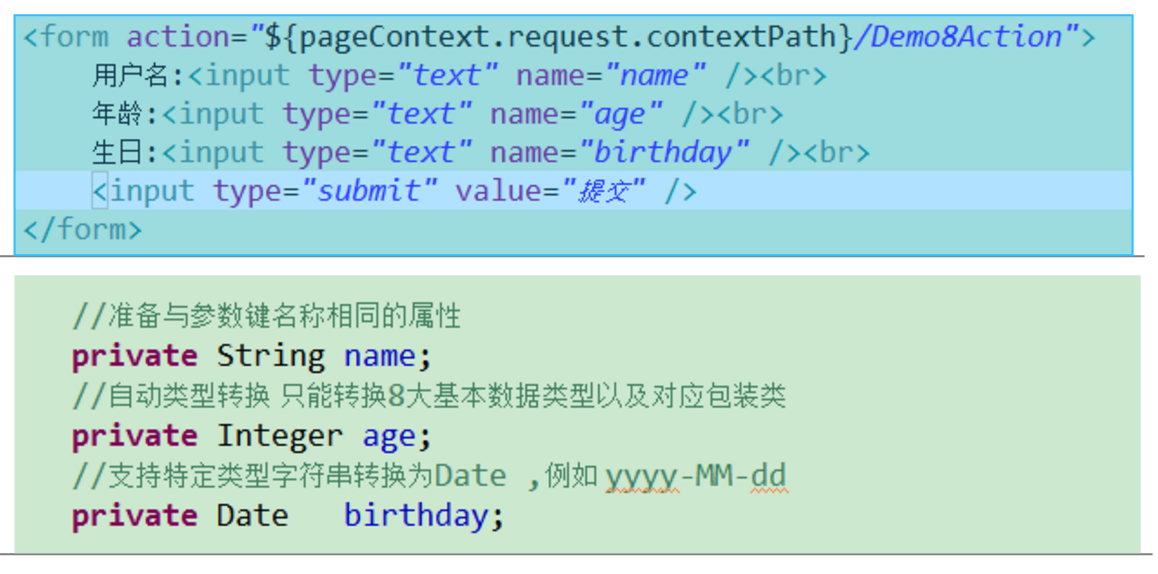 <form action="${pageContext.request.contextPath}/Demo8Action">
用户名:<input type="text" name="name" /><br>
年龄:<input type="text" name="age" /><br>
生日:<input type="text" name="birthday" /><br>
<input type="submit" value="提交" />
</form>
//准备与参数键名称相同的属性
private String name;
//自动类型转换 只能转换8大基本数据类型以及对应包装类
private Integer age;
//支持特定类型字符串转换为Date ,例如 yyyy-MM-dd
private Date birthday;